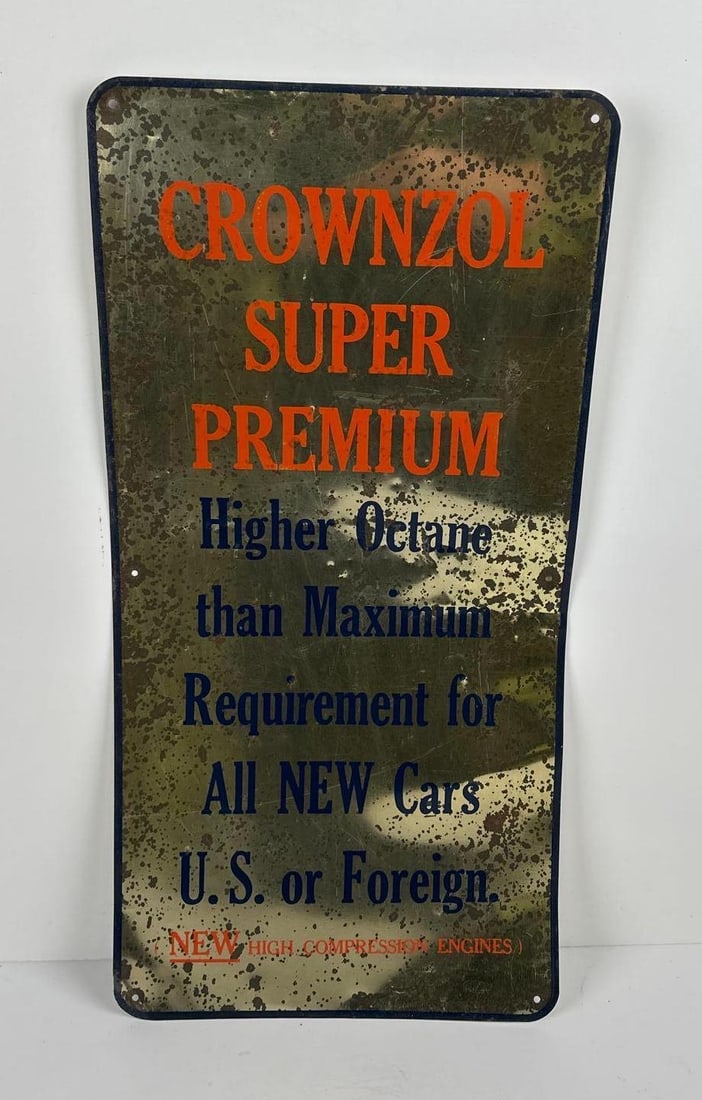 CROWNZOL
SUPER
PREMIUM
Higher Octane
than Maximum
Requirement for
All NEW Cars
U.S. or Foreign.
( NEW HIGH COMPRESSION ENGINES )